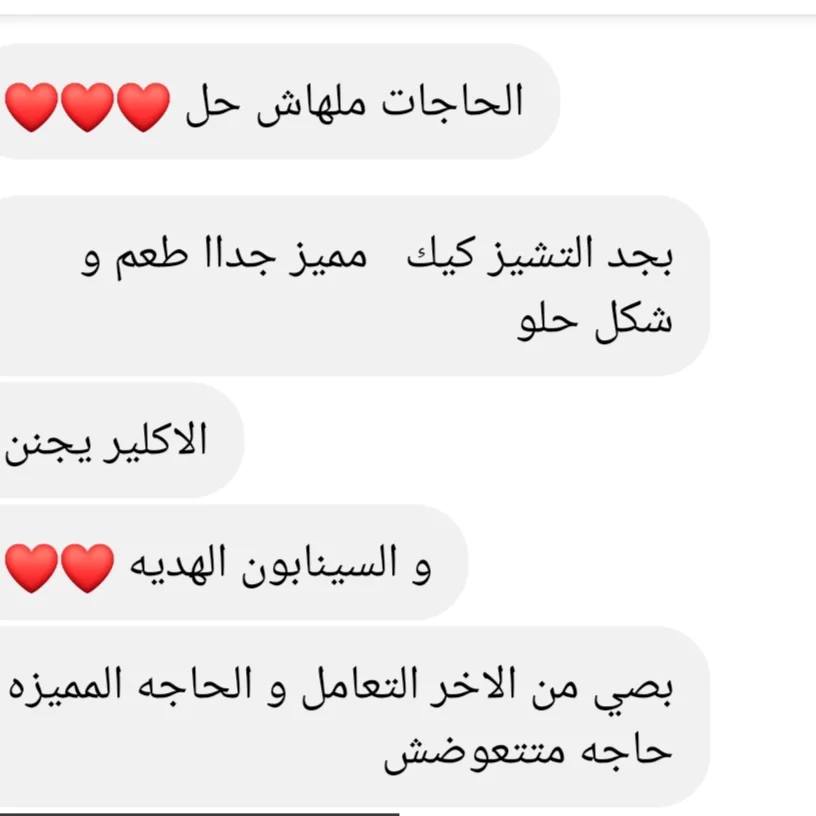 الحاجات ملهاش حل ❤️❤️❤️
بجد التشيز كيك مميز جداا طعم و
شكل حلو
الاكلير يجنن
و السينابون الهديه ❤️❤️
بصي من الاخر التعامل و الحاجه المميزه
حاجه متتعوضش